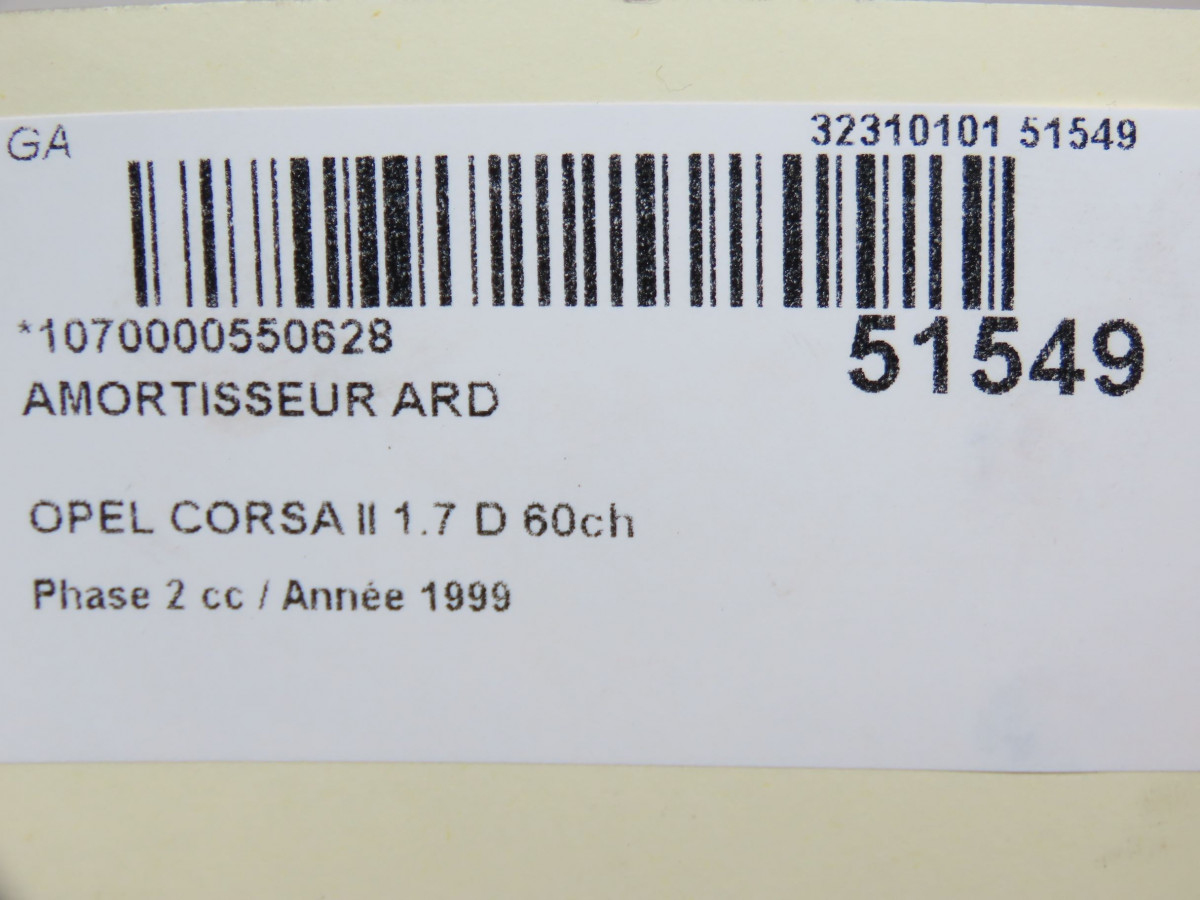 GA
32310101 51549
*1070000550628
51549
AMORTISSEUR ARD
OPEL CORSA II 1.7 D 60ch
Phase 2 cc / Année 1999